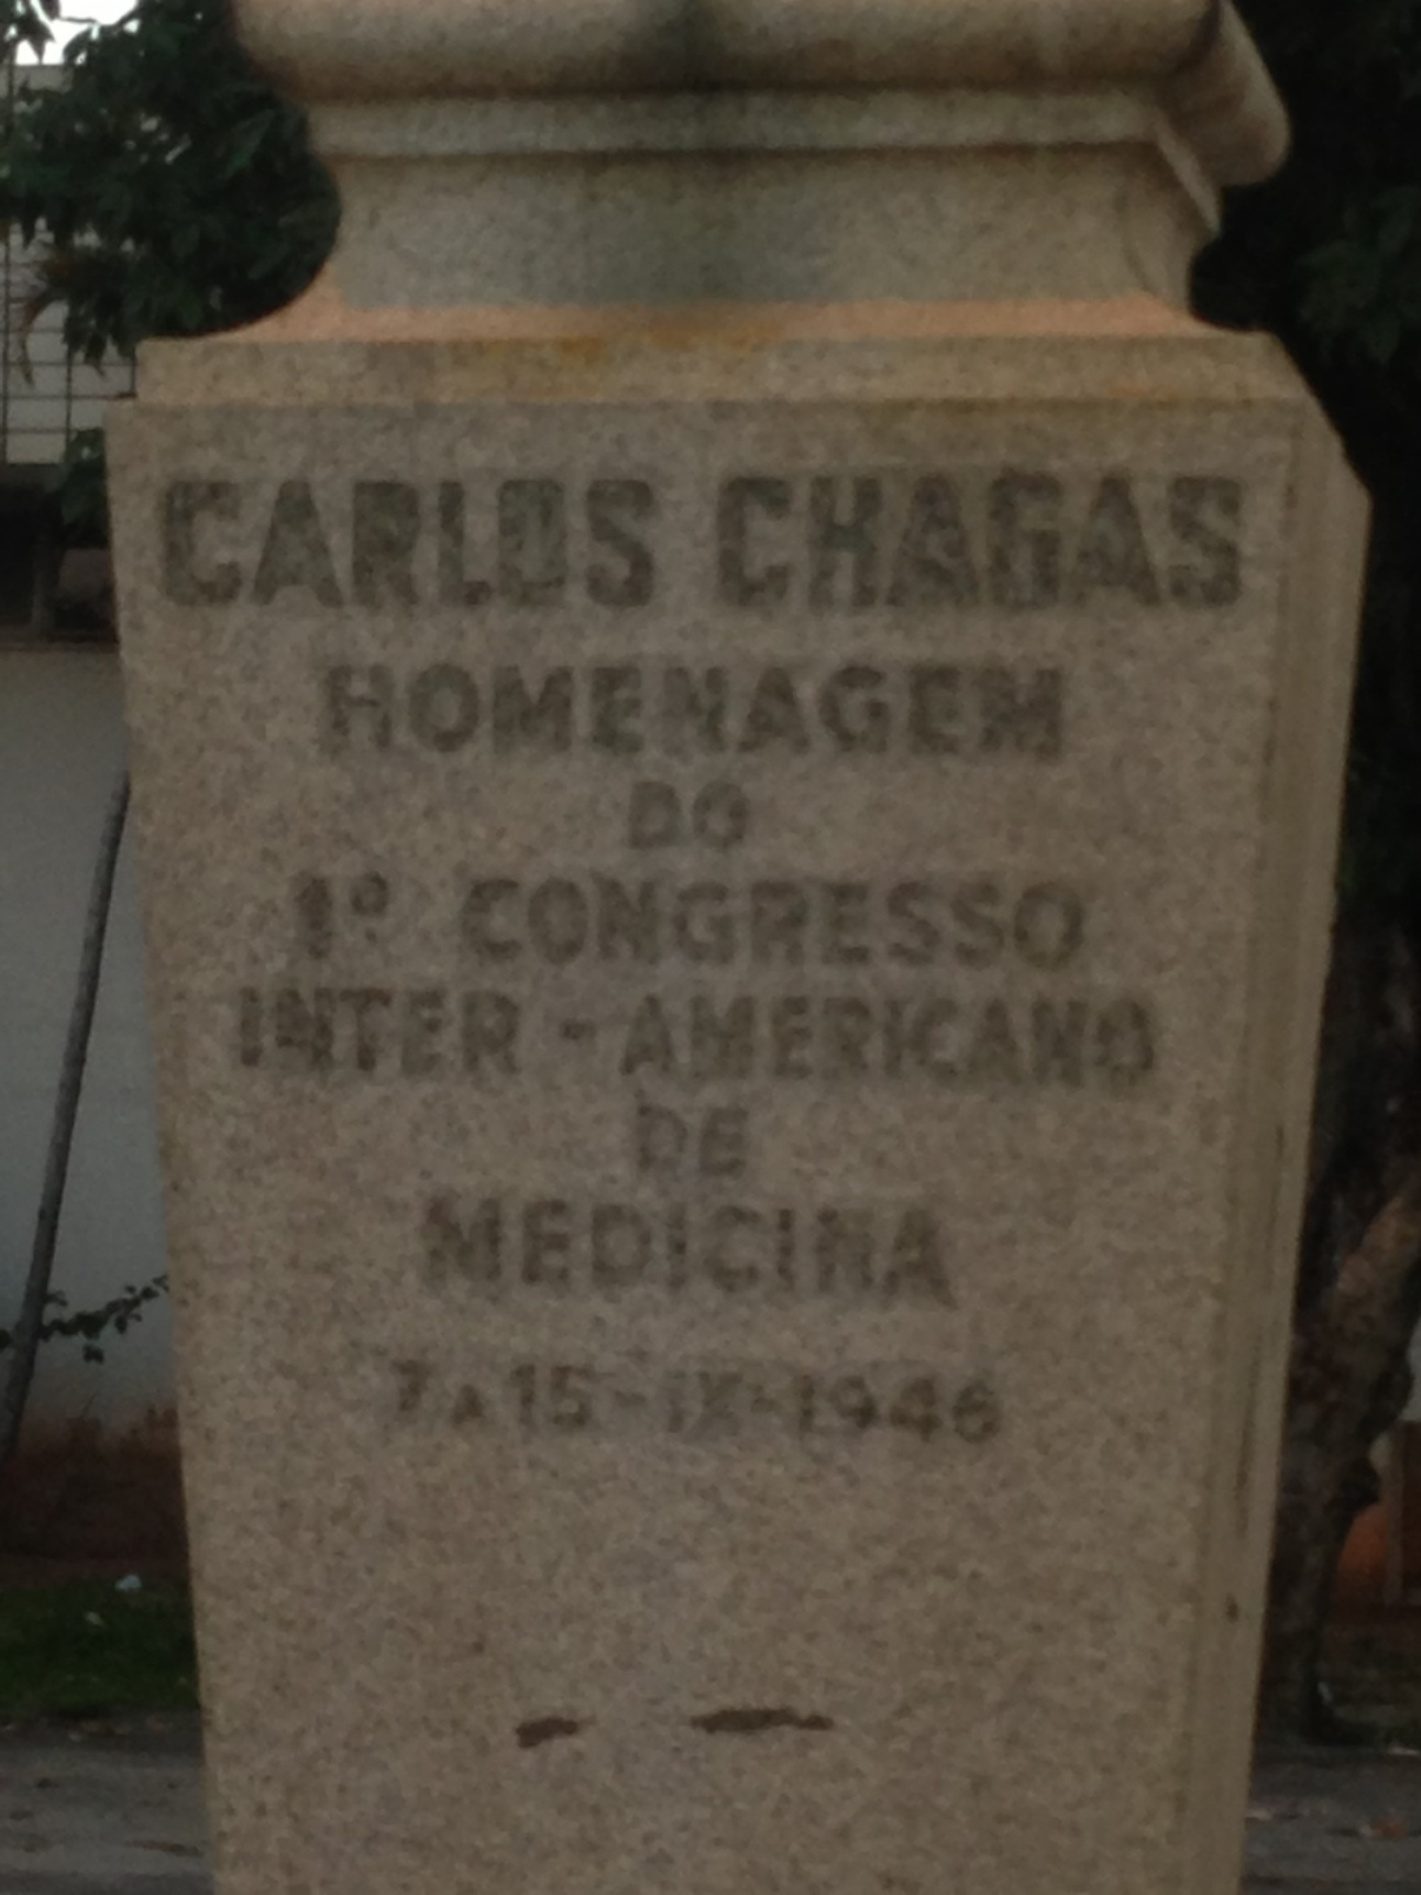 CARLOS CHAGAS
HOMENAGEM
DO
1º CONGRESSO
INTER-AMERICANO
DE
MEDICINA
7 A 15-IX-1946